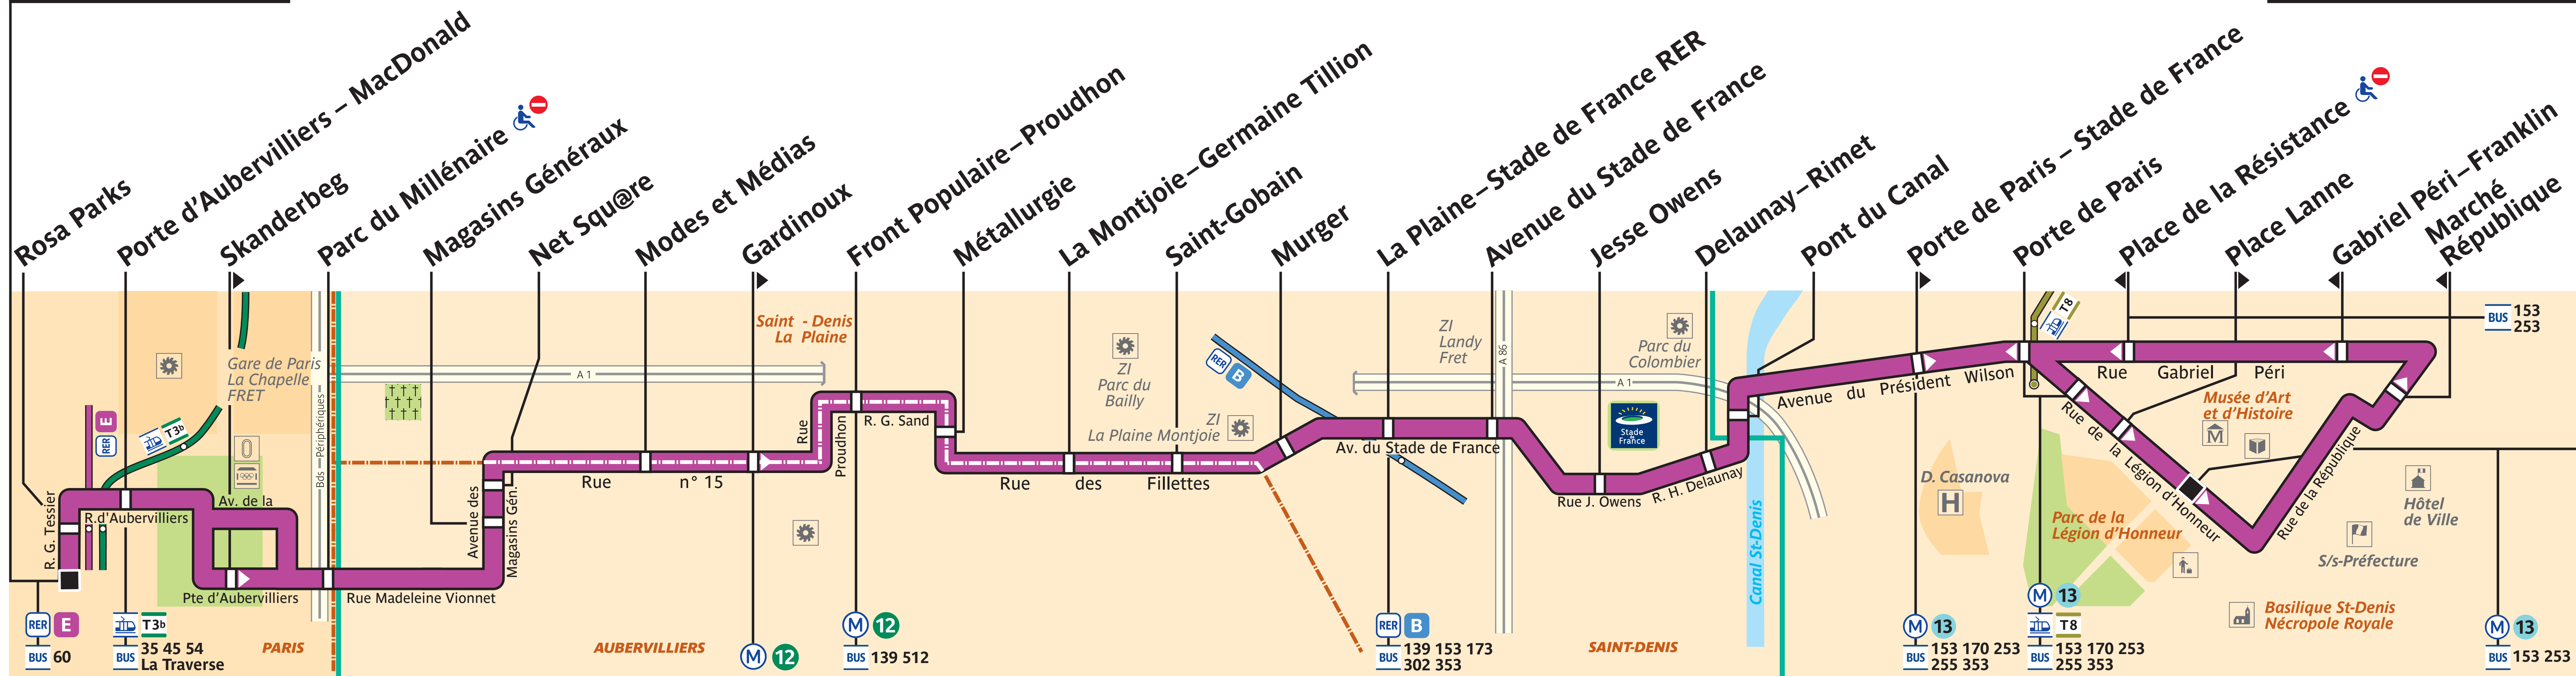 Rosa Parks
Porte d'Aubervilliers – MacDonald
Skanderbeg
Parc du Millénaire
Magasins Généraux
Net Squ@re
Modes et Médias
Gardinoux
Front Populaire – Proudhon
Métallurgie
La Montjoie – Germaine Tillion
Saint-Gobain
Murger
La Plaine – Stade de France RER
Avenue du Stade de France
Jesse Owens
Delaunay – Rimet
Pont du Canal
Porte de Paris – Stade de France
Porte de Paris
Place de la Résistance
Place Lanne
Gabriel Péri – Franklin
Marché
République
Gare de Paris
La Chapelle
FRET
E
RER
T3b
R. G. Tessier
R.d'Aubervilliers
Av. de la
Pte d'Aubervilliers
Bds Périphériques
Rue Madeleine Vionnet
Avenue des
Magasins Gén.
A 1
Rue n° 15
Saint - Denis
La Plaine
Rue
Proudhon
R. G. Sand
ZI
Parc du
Bailly
ZI
La Plaine Montjoie
Rue des Fillettes
RER B
ZI
Landy
Fret
A 86
Av. du Stade de France
A 1
Stade
de
France
Parc du
Colombier
Rue J. Owens
R. H. Delaunay
Canal St-Denis
Avenue du Président Wilson
T8
Rue Gabriel Péri
Rue de la Légion d'Honneur
Musée d'Art
et d'Histoire
M
Rue de la République
D. Casanova
H
Parc de la
Légion d'Honneur
Hôtel
de Ville
S/s-Préfecture
Basilique St-Denis
Nécropole Royale
BUS 153
253
RER E
BUS 60
T3b
BUS 35 45 54
La Traverse
PARIS
AUBERVILLIERS
M 12
M 12
BUS 139 512
RER B
BUS 139 153 173
302 353
SAINT-DENIS
M 13
BUS 153 170 253
255 353
M 13
T8
BUS 153 170 253
255 353
M 13
BUS 153 253